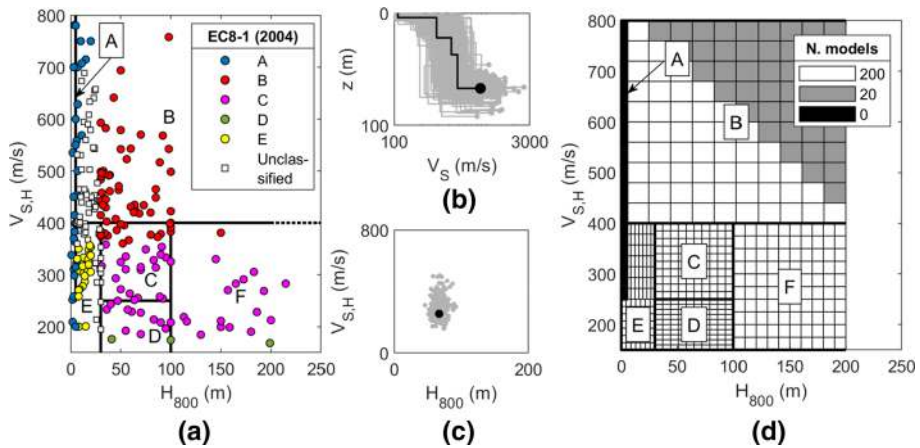 800
700
600
500
400
300
200
0 50 100 150 200 250
V_S,H (m/s)
H_800 (m)
A
B
C
D
E
F
EC8-1 (2004)
A
B
C
D
E
Unclas-
sified
(a)
0
100
z (m)
100 3000
V_S (m/s)
(b)
800
0
V_S,H (m/s)
0 200
H_800 (m)
(c)
800
700
600
500
400
300
200
0 50 100 150 200 250
V_S,H (m/s)
H_800 (m)
A
B
C
D
E
F
N. models
200
20
0
(d)